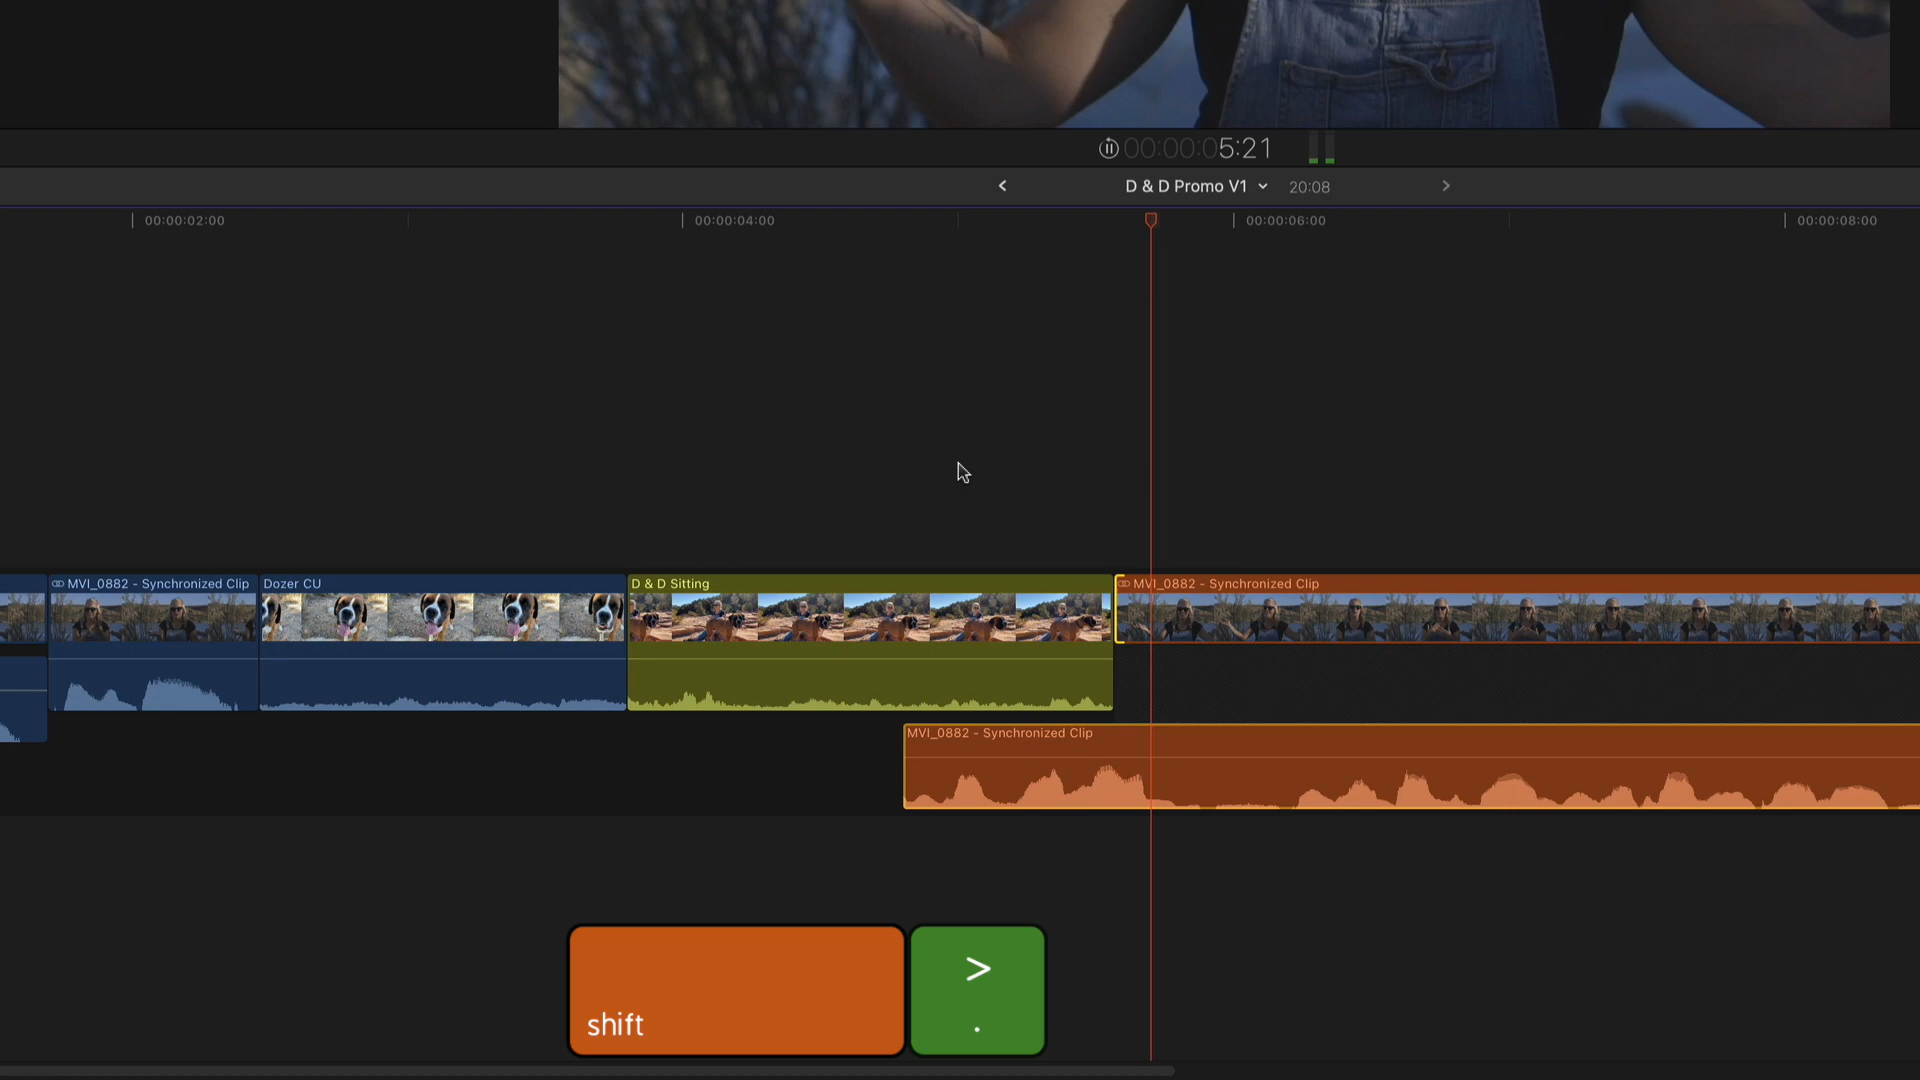 00:00:05:21
D & D Promo V1
20:08
00:00:02:00
00:00:04:00
00:00:06:00
00:00:08:00
MVI_0882 - Synchronized Clip
Dozer CU
D & D Sitting
MVI_0882 - Synchronized Clip
MVI_0882 - Synchronized Clip
shift
>
.